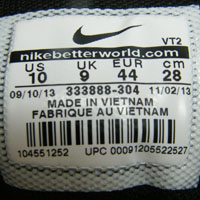 VT2
nikebetterworld.com
US UK EUR cm
10 9 44 28
09/10/13 333888-304 11/02/13
MADE IN VIETNAM
FABRIQUE AU VIETNAM
104551252 UPC 00091205522527